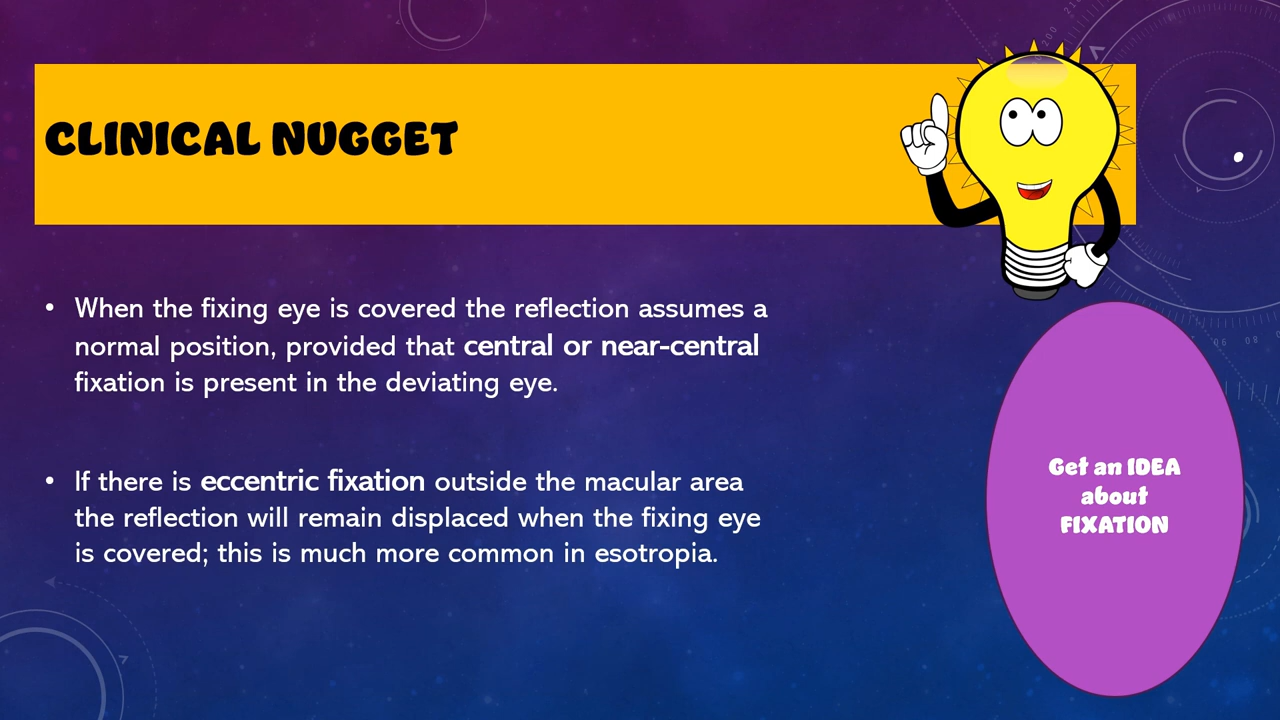 CLINICAL NUGGET
• When the fixing eye is covered the reflection assumes a
normal position, provided that central or near-central
fixation is present in the deviating eye.
• If there is eccentric fixation outside the macular area
the reflection will remain displaced when the fixing eye
is covered; this is much more common in esotropia.
Get an IDEA
about
FIXATION